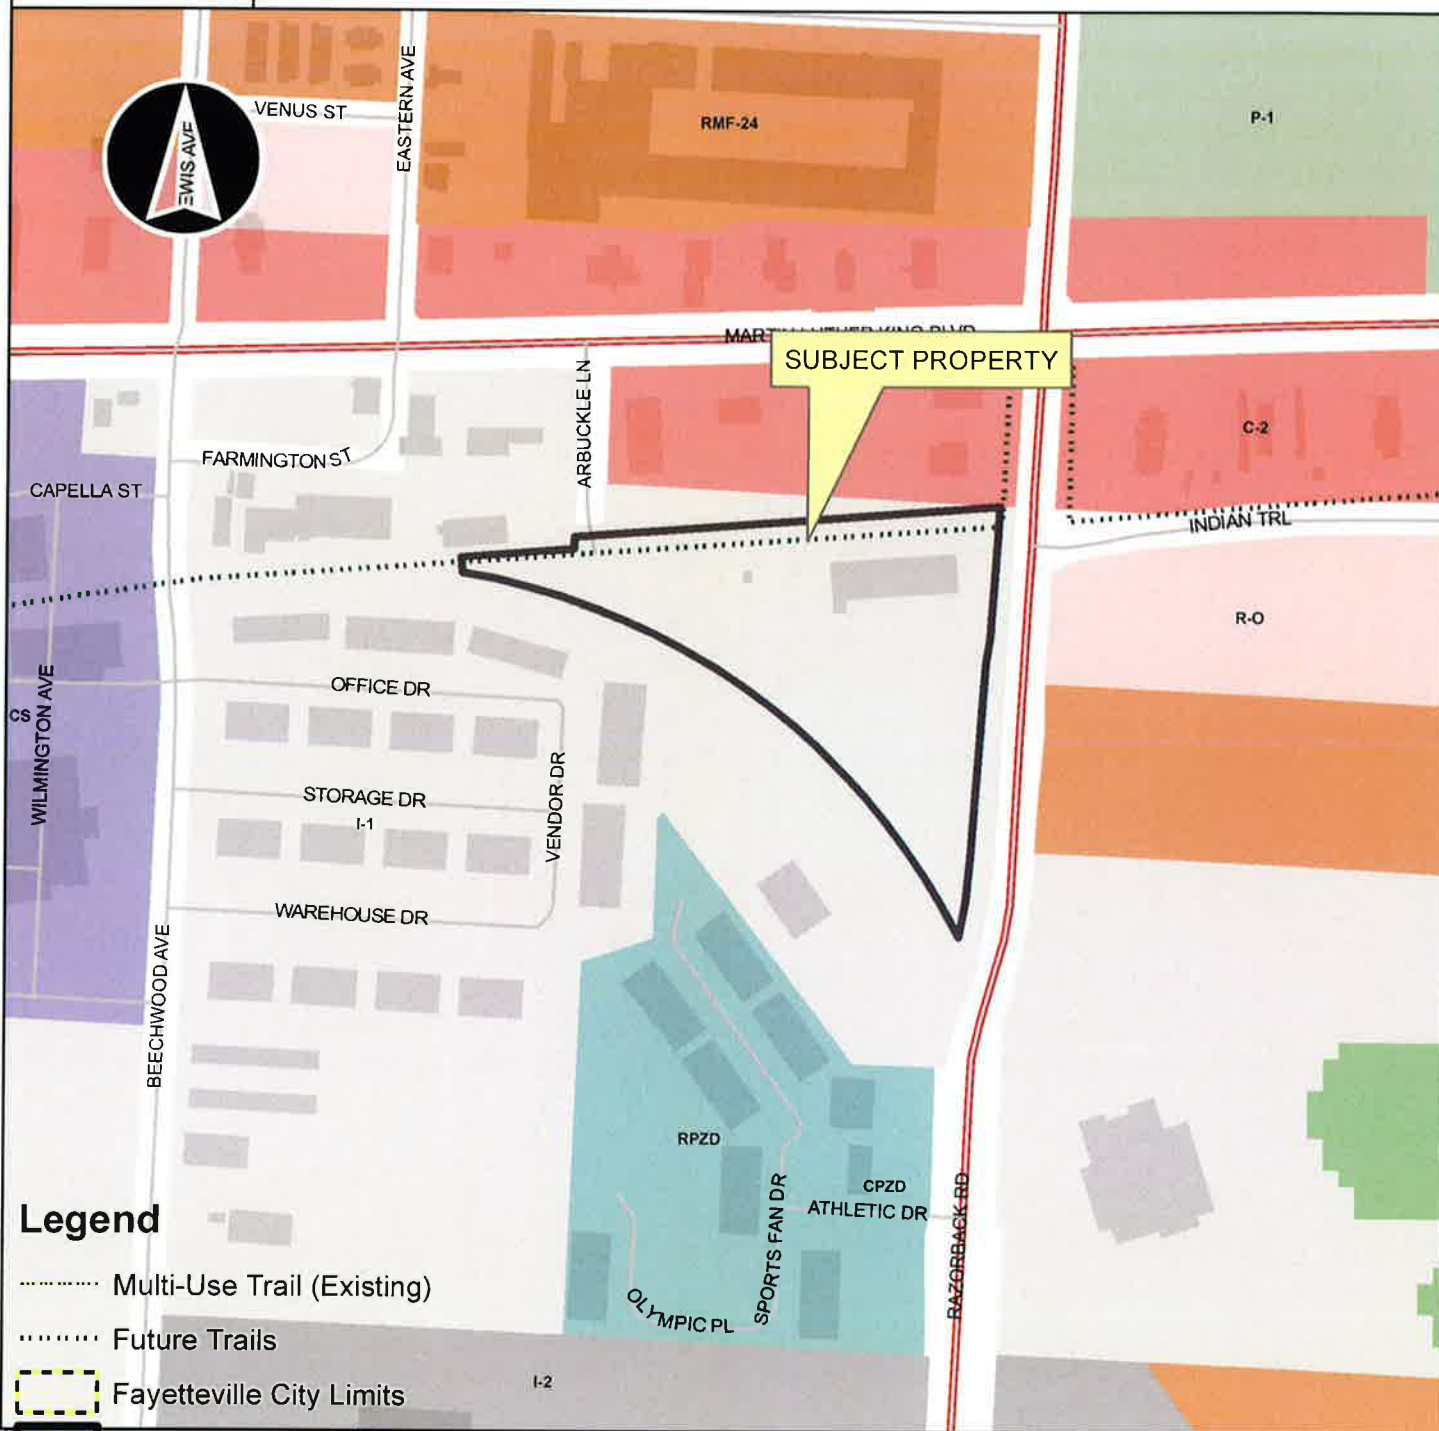 VENUS ST
EASTERN AVE
RMF-24
P-1
EWIS AVE
SUBJECT PROPERTY
ARBUCKLE LN
C-2
FARMINGTON ST
CAPELLA ST
INDIAN TRL
R-O
OFFICE DR
CS
WILMINGTON AVE
VENDOR DR
STORAGE DR
I-1
WAREHOUSE DR
BEECHWOOD AVE
RPZD
CPZD
ATHLETIC DR
SPORTS FAN DR
RAZORBACK RD
OLYMPIC PL
I-2
Legend
Multi-Use Trail (Existing)
Future Trails
Fayetteville City Limits